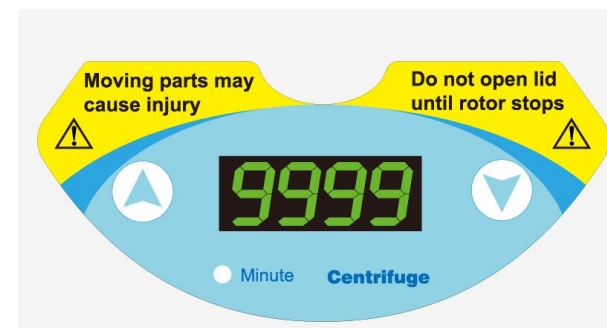 Moving parts may
cause injury
Do not open lid
until rotor stops
9999
Minute
Centrifuge